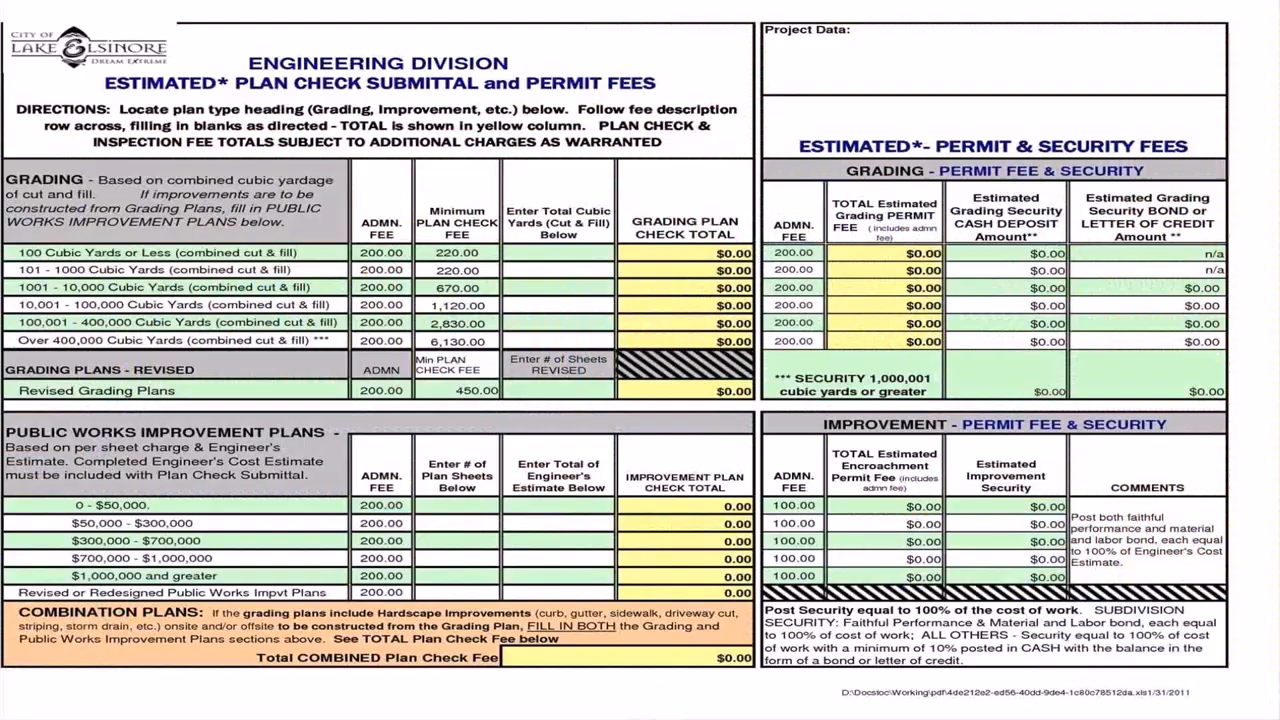 CITY OF
LAKE ELSINORE
DREAM EXTREME
ENGINEERING DIVISION
ESTIMATED* PLAN CHECK SUBMITTAL and PERMIT FEES
DIRECTIONS: Locate plan type heading (Grading, Improvement, etc.) below. Follow fee description
row across, filling in blanks as directed - TOTAL is shown in yellow column. PLAN CHECK &
INSPECTION FEE TOTALS SUBJECT TO ADDITIONAL CHARGES AS WARRANTED
GRADING - Based on combined cubic yardage
of cut and fill. If improvements are to be
constructed from Grading Plans, fill in PUBLIC
WORKS IMPROVEMENT PLANS below.
ADMN.
FEE
Minimum
PLAN CHECK
FEE
Enter Total Cubic
Yards (Cut & Fill)
Below
GRADING PLAN
CHECK TOTAL
100 Cubic Yards or Less (combined cut & fill) 200.00 220.00 $0.00
101 - 1000 Cubic Yards (combined cut & fill) 200.00 220.00 $0.00
1001 - 10,000 Cubic Yards (combined cut & fill) 200.00 670.00 $0.00
10,001 - 100,000 Cubic Yards (combined cut & fill) 200.00 1,120.00 $0.00
100,001 - 400,000 Cubic Yards (combined cut & fill) 200.00 2,830.00 $0.00
Over 400,000 Cubic Yards (combined cut & fill) *** 200.00 6,130.00 $0.00
GRADING PLANS - REVISED
ADMN
Min PLAN
CHECK FEE
Enter # of Sheets
REVISED
Revised Grading Plans 200.00 450.00 $0.00
PUBLIC WORKS IMPROVEMENT PLANS -
Based on per sheet charge & Engineer's
Estimate. Completed Engineer's Cost Estimate
must be included with Plan Check Submittal.
ADMN.
FEE
Enter # of
Plan Sheets
Below
Enter Total of
Engineer's
Estimate Below
IMPROVEMENT PLAN
CHECK TOTAL
0 - $50,000. 200.00 0.00
$50,000 - $300,000 200.00 0.00
$300,000 - $700,000 200.00 0.00
$700,000 - $1,000,000 200.00 0.00
$1,000,000 and greater 200.00 0.00
Revised or Redesigned Public Works Impvt Plans 200.00 0.00
COMBINATION PLANS: If the grading plans include Hardscape Improvements (curb, gutter, sidewalk, driveway cut,
striping, storm drain, etc.) onsite and/or offsite to be constructed from the Grading Plan, FILL IN BOTH the Grading and
Public Works Improvement Plans sections above. See TOTAL Plan Check Fee below
Total COMBINED Plan Check Fee $0.00
Project Data:
ESTIMATED*- PERMIT & SECURITY FEES
GRADING - PERMIT FEE & SECURITY
ADMN.
FEE
TOTAL Estimated
Grading PERMIT
FEE ( includes admn
fee)
Estimated
Grading Security
CASH DEPOSIT
Amount**
Estimated Grading
Security BOND or
LETTER OF CREDIT
Amount **
200.00 $0.00 $0.00 n/a
200.00 $0.00 $0.00 n/a
200.00 $0.00 $0.00 $0.00
200.00 $0.00 $0.00 $0.00
200.00 $0.00 $0.00 $0.00
200.00 $0.00 $0.00 $0.00
*** SECURITY 1,000,001
cubic yards or greater $0.00 $0.00
IMPROVEMENT - PERMIT FEE & SECURITY
ADMN.
FEE
TOTAL Estimated
Encroachment
Permit Fee (includes
admn fee)
Estimated
Improvement
Security
COMMENTS
100.00 $0.00 $0.00
100.00 $0.00 $0.00
100.00 $0.00 $0.00
100.00 $0.00 $0.00
100.00 $0.00 $0.00
Post both faithful
performance and material
and labor bond, each equal
to 100% of Engineer's Cost
Estimate.
Post Security equal to 100% of the cost of work. SUBDIVISION
SECURITY: Faithful Performance & Material and Labor bond, each equal
to 100% of cost of work; ALL OTHERS - Security equal to 100% of cost
of work with a minimum of 10% posted in CASH with the balance in the
form of a bond or letter of credit.
D:\Docstoc\Working\pdf\4de212e2-ed56-40dd-9de4-1c80c78512da.xls1/31/2011